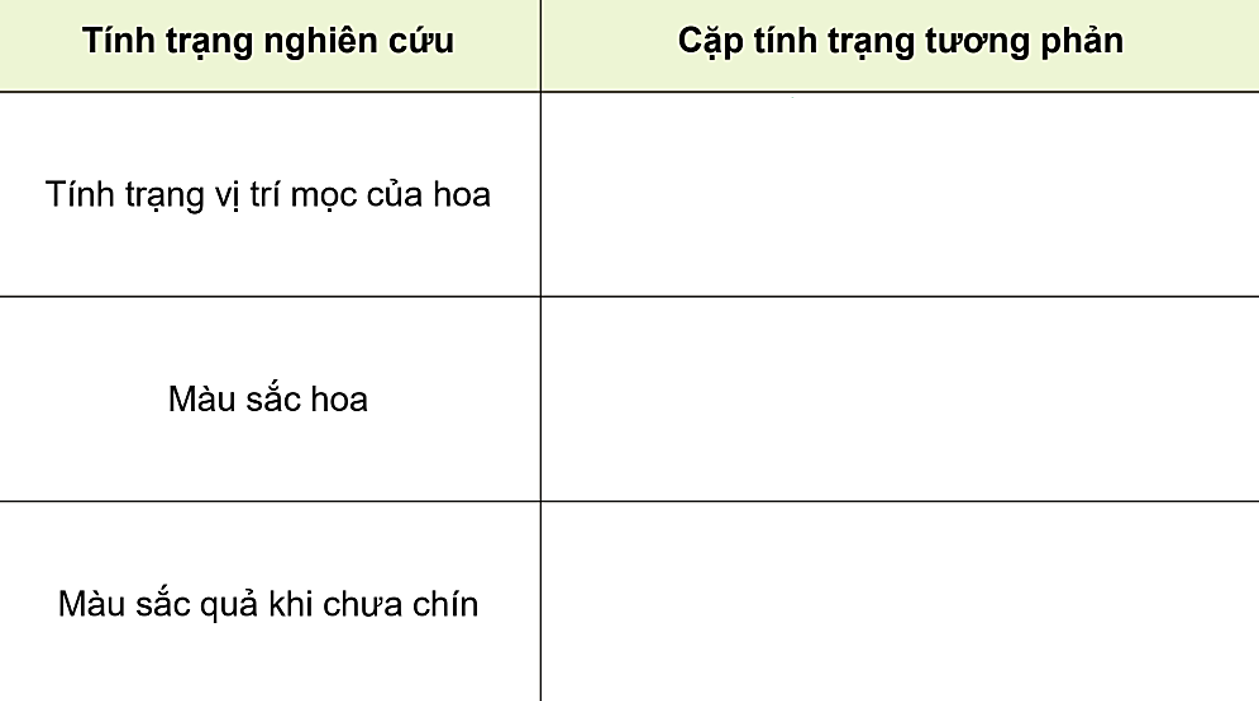 Tính trạng nghiên cứu
Cặp tính trạng tương phản
Tính trạng vị trí mọc của hoa
Màu sắc hoa
Màu sắc quả khi chưa chín